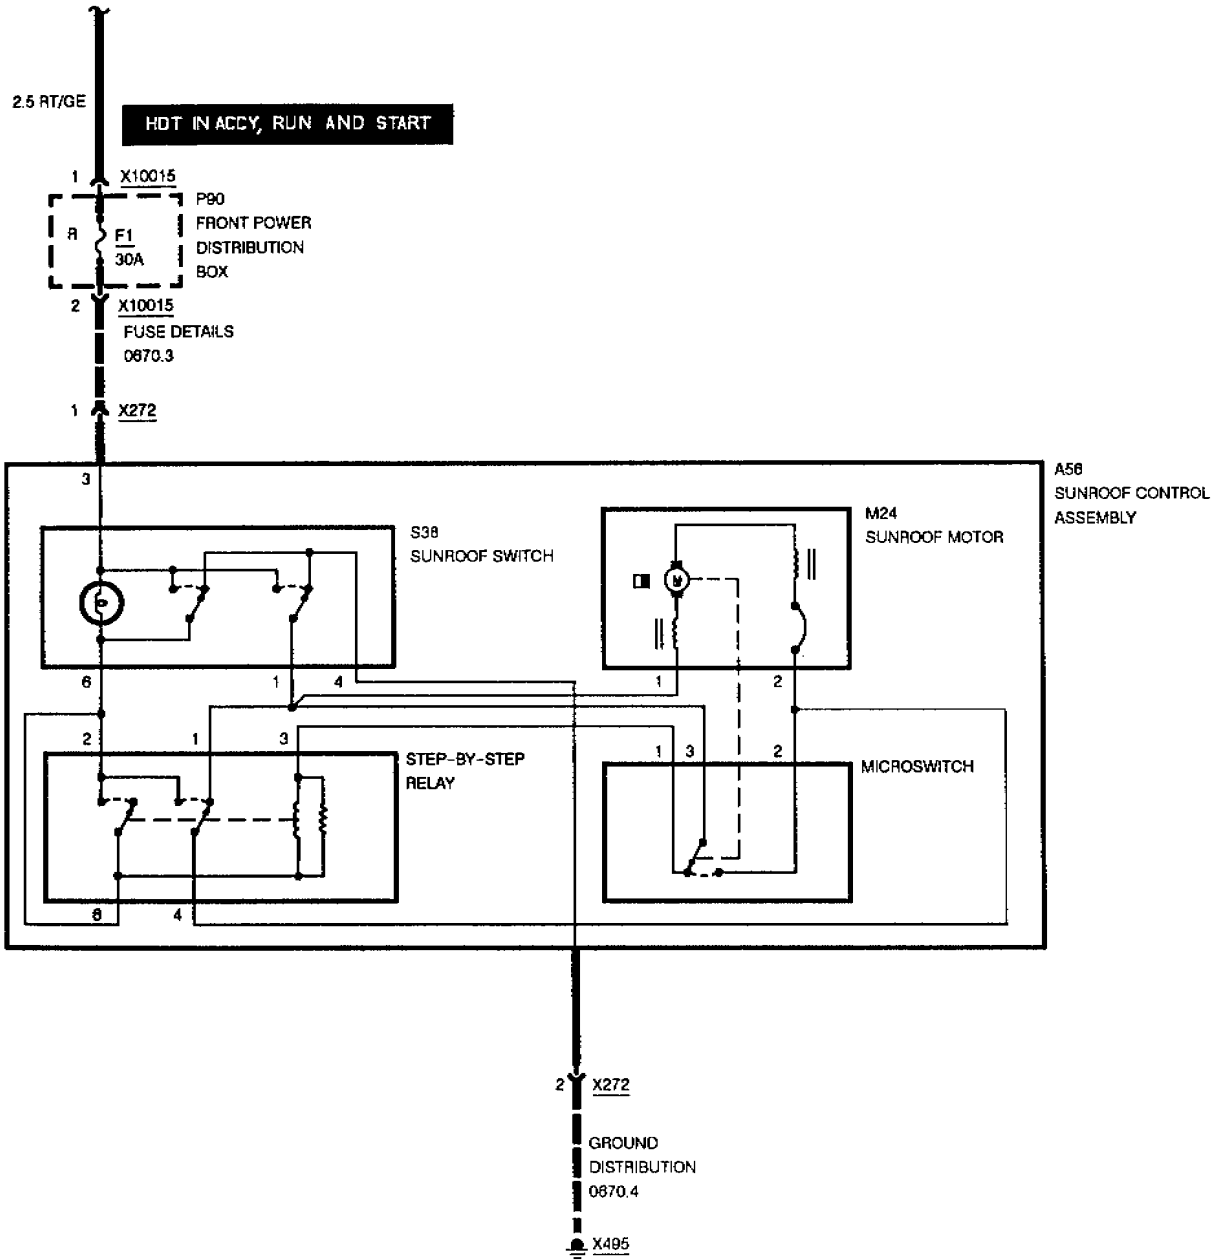 2.5 RT/GE
HOT IN ACCY, RUN AND START
1 X10015
P90
FRONT POWER
DISTRIBUTION
BOX
R F1
30A
2 X10015
FUSE DETAILS
0670.3
1 X272
3
A56
SUNROOF CONTROL
ASSEMBLY
S38
SUNROOF SWITCH
M24
SUNROOF MOTOR
M
6 1 4
1 2
2 1 3
STEP-BY-STEP
RELAY
1 3 2
MICROSWITCH
6 4
2 X272
GROUND
DISTRIBUTION
0670.4
X495